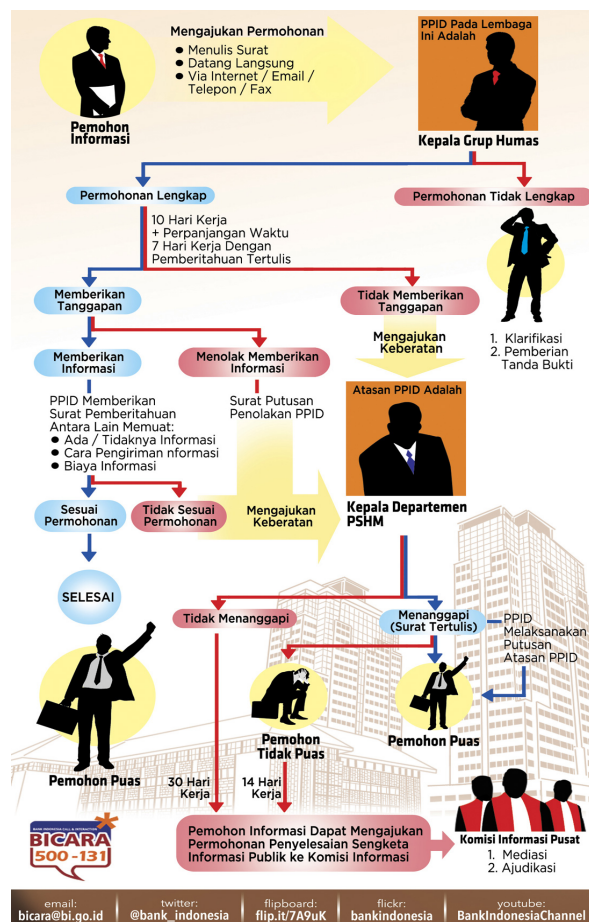 Mengajukan Permohonan
● Menulis Surat
● Datang Langsung
● Via Internet / Email /
Telepon / Fax
Pemohon
Informasi
PPID Pada Lembaga
Ini Adalah
Kepala Grup Humas
Permohonan Lengkap
Permohonan Tidak Lengkap
10 Hari Kerja
+ Perpanjangan Waktu
7 Hari Kerja Dengan
Pemberitahuan Tertulis
Memberikan
Tanggapan
Tidak Memberikan
Tanggapan
1. Klarifikasi
2. Pemberian
Tanda Bukti
Mengajukan
Keberatan
Memberikan
Informasi
Menolak Memberikan
Informasi
PPID Memberikan
Surat Pemberitahuan
Antara Lain Memuat:
● Ada / Tidaknya Informasi
● Cara Pengiriman nformasi
● Biaya Informasi
Surat Putusan
Penolakan PPID
Atasan PPID Adalah
Kepala Departemen
PSHM
Sesuai
Permohonan
Tidak Sesuai
Permohonan
Mengajukan
Keberatan
SELESAI
Pemohon Puas
Tidak Menanggapi
Menanggapi
(Surat Tertulis)
PPID
Melaksanakan
Putusan
Atasan PPID
Pemohon
Tidak Puas
Pemohon Puas
30 Hari
Kerja
14 Hari
Kerja
Pemohon Informasi Dapat Mengajukan
Permohonan Penyelesaian Sengketa
Informasi Publik ke Komisi Informasi
Komisi Informasi Pusat
1. Mediasi
2. Ajudikasi
BANK INDONESIA CALL & INTERACTION
BICARA
500 -131
email:
bicara@bi.go.id
twitter:
@bank_indonesia
flipboard:
flip.it/7A9uK
flickr:
bankindonesia
youtube:
BankIndonesiaChannel